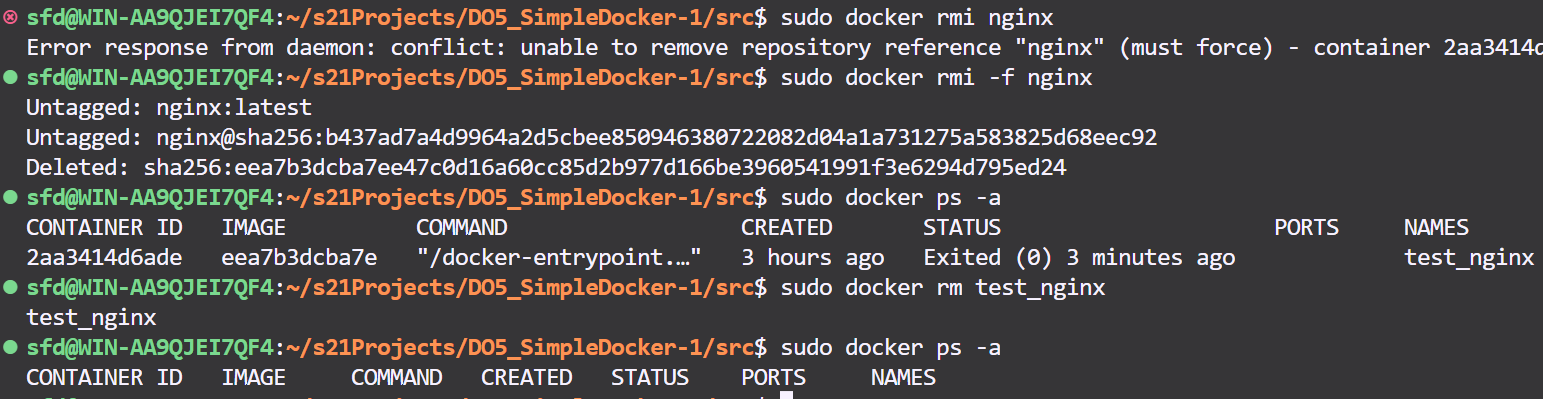 sfd@WIN-AA9QJEI7QF4:~/s21Projects/DO5_SimpleDocker-1/src$ sudo docker rmi nginx
Error response from daemon: conflict: unable to remove repository reference "nginx" (must force) - container 2aa3414d
sfd@WIN-AA9QJEI7QF4:~/s21Projects/DO5_SimpleDocker-1/src$ sudo docker rmi -f nginx
Untagged: nginx:latest
Untagged: nginx@sha256:b437ad7a4d9964a2d5cbee850946380722082d04a1a731275a583825d68eec92
Deleted: sha256:eea7b3dcba7ee47c0d16a60cc85d2b977d166be3960541991f3e6294d795ed24
sfd@WIN-AA9QJEI7QF4:~/s21Projects/DO5_SimpleDocker-1/src$ sudo docker ps -a
CONTAINER ID   IMAGE          COMMAND                  CREATED       STATUS                     PORTS     NAMES
2aa3414d6ade   eea7b3dcba7e   "/docker-entrypoint.…"   3 hours ago   Exited (0) 3 minutes ago             test_nginx
sfd@WIN-AA9QJEI7QF4:~/s21Projects/DO5_SimpleDocker-1/src$ sudo docker rm test_nginx
test_nginx
sfd@WIN-AA9QJEI7QF4:~/s21Projects/DO5_SimpleDocker-1/src$ sudo docker ps -a
CONTAINER ID   IMAGE     COMMAND   CREATED   STATUS    PORTS     NAMES